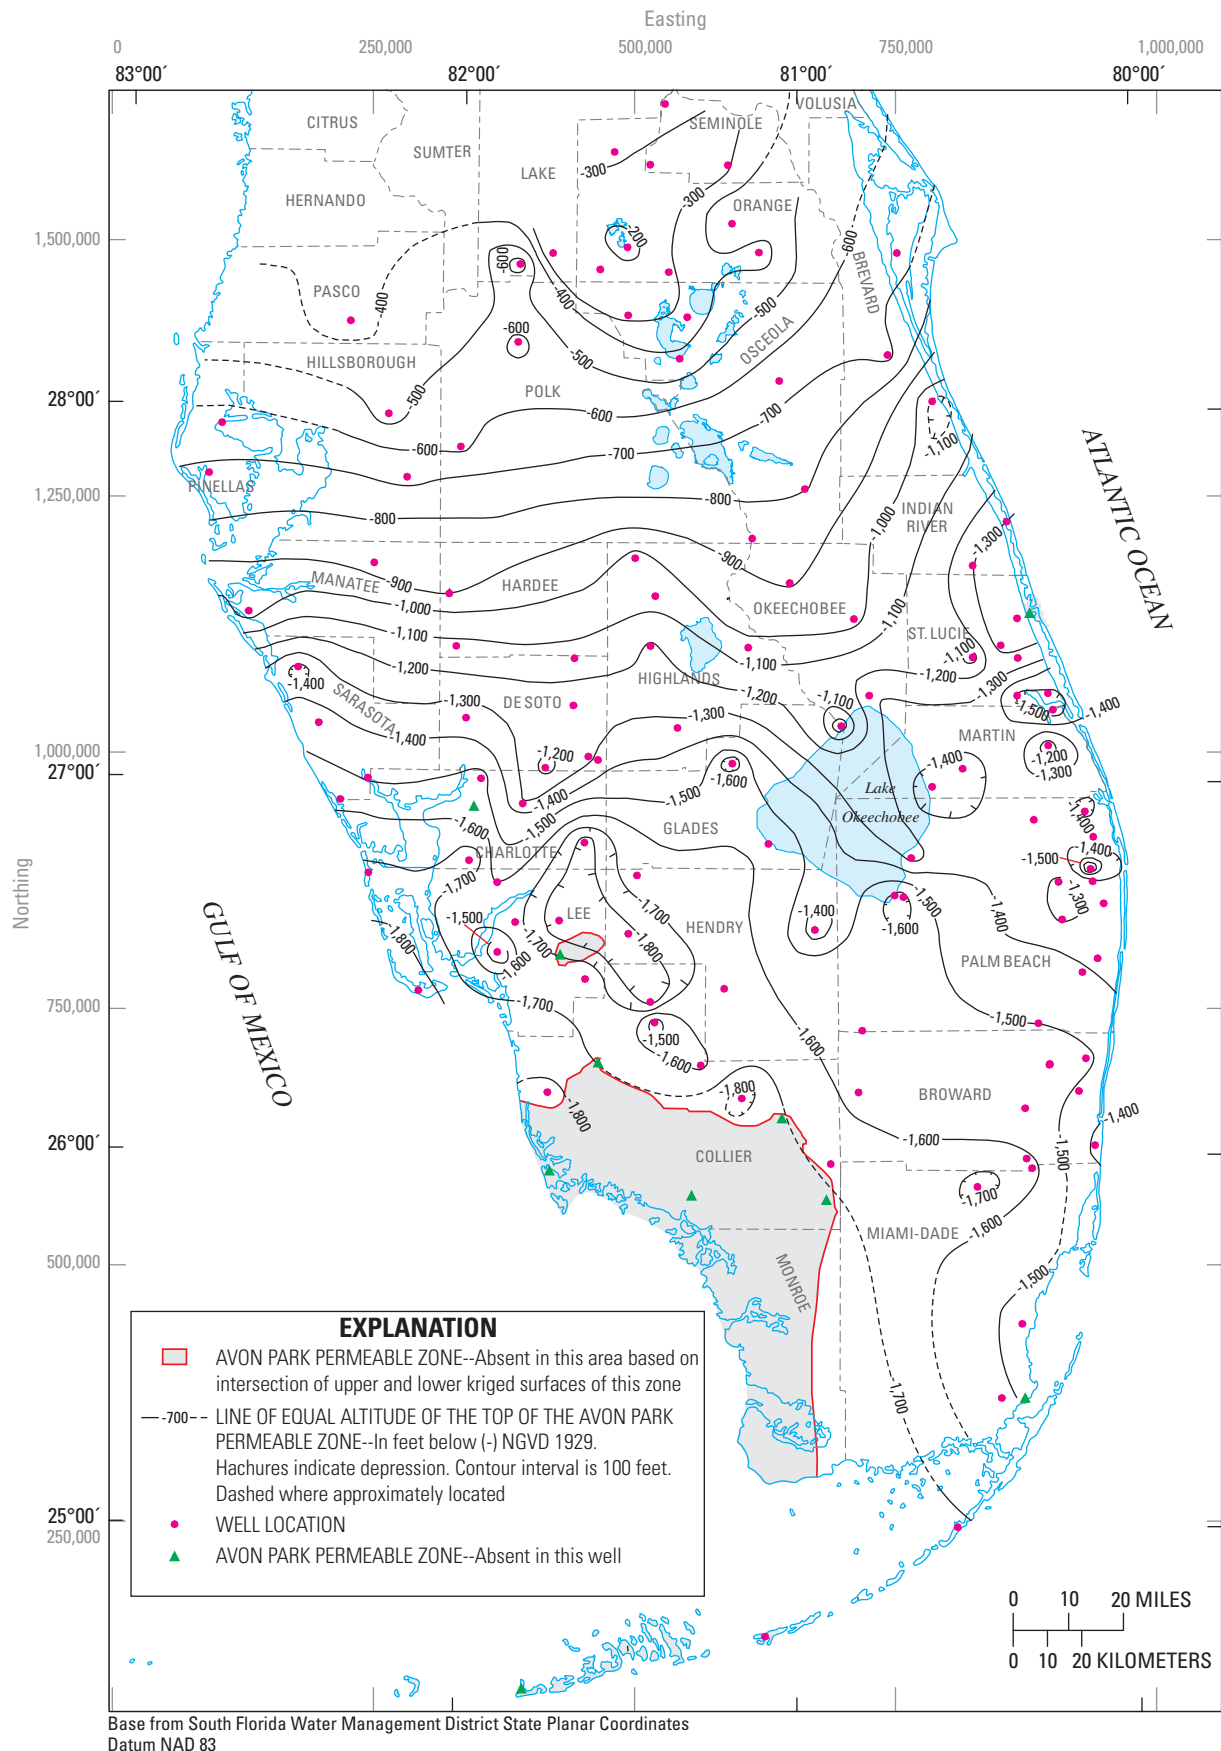 Easting
0
250,000
500,000
750,000
1,000,000
83°00´
82°00´
81°00´
80°00´
VOLUSIA
CITRUS
SEMINOLE
SUMTER
LAKE
-300
HERNANDO
-300
ORANGE
1,500,000
-200
-600
600
BREVARD
PASCO
400
-400
-500
-600
OSCEOLA
HILLSBOROUGH
-500
-500
POLK
28°00´
-600
-700
-600
-700
-1,100
ATLANTIC OCEAN
PINELLAS
1,250,000
-800
-800
INDIAN
RIVER
-1,000
-1,300
-900
-900
MANATEE
HARDEE
-1,000
OKEECHOBEE
-1,100
-1,100
ST. LUCIE
-1,100
-1,100
-1,200
-1,200
-1,400
HIGHLANDS
-1,200
-1,300
SARASOTA
-1,300
DE SOTO
-1,100
-1,500
-1,400
-1,300
-1,400
MARTIN
1,000,000
-1,200
-1,400
-1,200
27°00´
-1,600
-1,300
Lake
Okeechobee
-1,400
-1,500
-1,400
-1,600
-1,500
GLADES
-1,400
CHARLOTTE
-1,500
-1,700
-1,500
-1,300
-1,400
-1,400
-1,700
LEE
-1,500
HENDRY
-1,600
GULF OF MEXICO
-1,800
-1,700
-1,800
-1,600
PALM BEACH
Northing
750,000
-1,700
-1,500
-1,500
-1,600
-1,600
-1,800
-1,800
BROWARD
-1,400
26°00´
-1,600
COLLIER
-1,500
-1,700
-1,600
MIAMI-DADE
500,000
MONROE
-1,500
EXPLANATION
AVON PARK PERMEABLE ZONE--Absent in this area based on
intersection of upper and lower kriged surfaces of this zone
-700
LINE OF EQUAL ALTITUDE OF THE TOP OF THE AVON PARK
PERMEABLE ZONE--In feet below (-) NGVD 1929.
Hachures indicate depression. Contour interval is 100 feet.
Dashed where approximately located
WELL LOCATION
AVON PARK PERMEABLE ZONE--Absent in this well
1,700
25°00´
250,000
0 10 20 MILES
0 10 20 KILOMETERS
Base from South Florida Water Management District State Planar Coordinates
Datum NAD 83